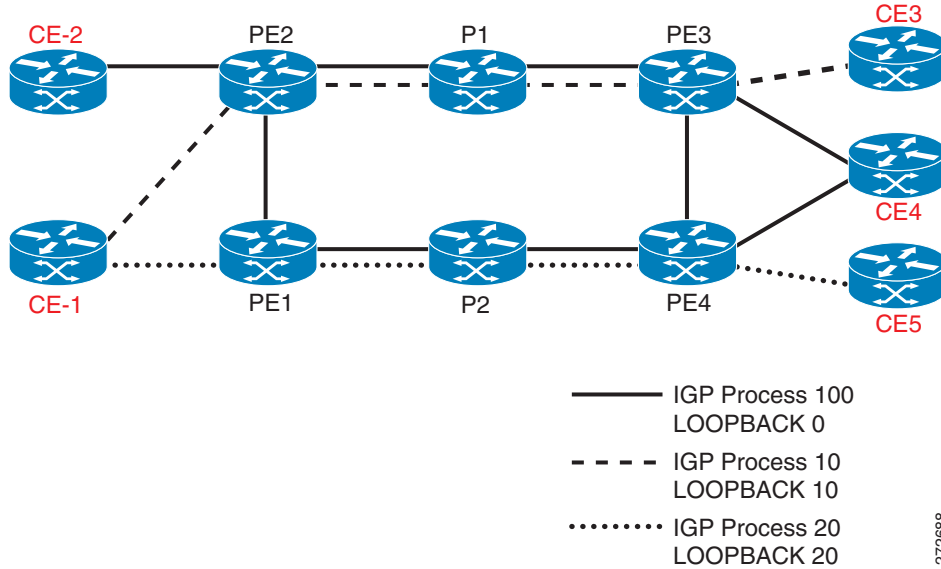 CE-2
PE2
P1
PE3
CE3
CE4
CE-1
PE1
P2
PE4
CE5
IGP Process 100
LOOPBACK 0
IGP Process 10
LOOPBACK 10
IGP Process 20
LOOPBACK 20
272688